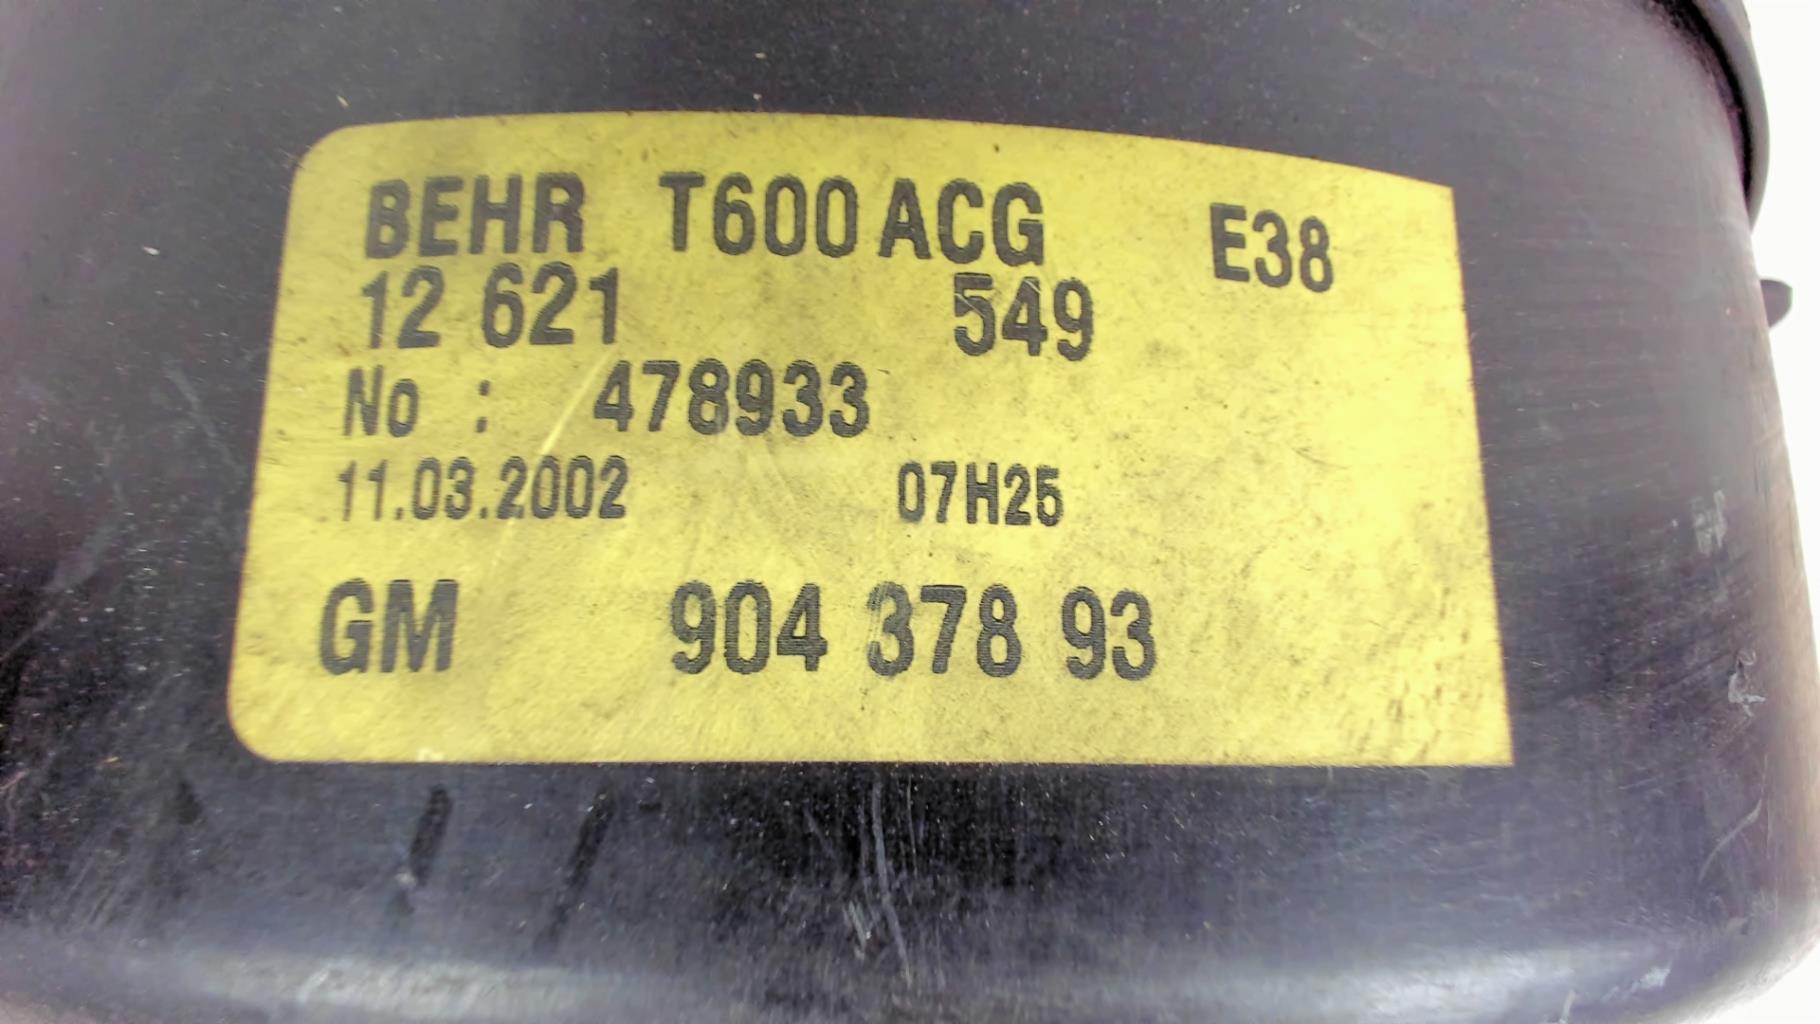 BEHR T600 ACG E38
12 621 549
No : 478933
11.03.2002 07H25
GM 904 378 93